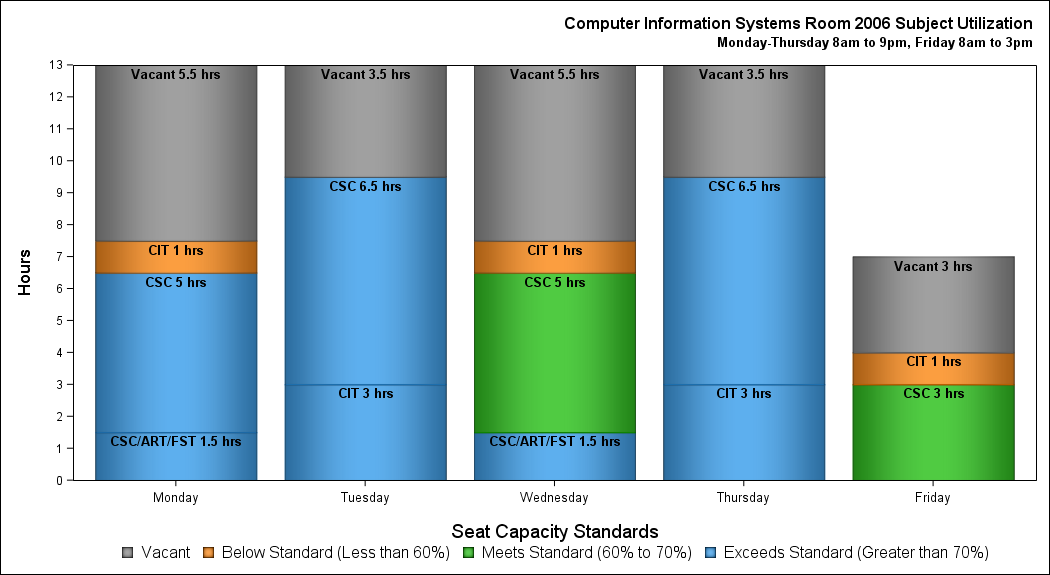 Computer Information Systems Room 2006 Subject Utilization
Monday-Thursday 8am to 9pm, Friday 8am to 3pm
Hours
13
12
11
10
9
8
7
6
5
4
3
2
1
0
Vacant 5.5 hrs
CIT 1 hrs
CSC 5 hrs
CSC/ART/FST 1.5 hrs
Vacant 3.5 hrs
CSC 6.5 hrs
CIT 3 hrs
Vacant 5.5 hrs
CIT 1 hrs
CSC 5 hrs
CSC/ART/FST 1.5 hrs
Vacant 3.5 hrs
CSC 6.5 hrs
CIT 3 hrs
Vacant 3 hrs
CIT 1 hrs
CSC 3 hrs
Monday Tuesday Wednesday Thursday Friday
Seat Capacity Standards
Vacant Below Standard (Less than 60%) Meets Standard (60% to 70%) Exceeds Standard (Greater than 70%)